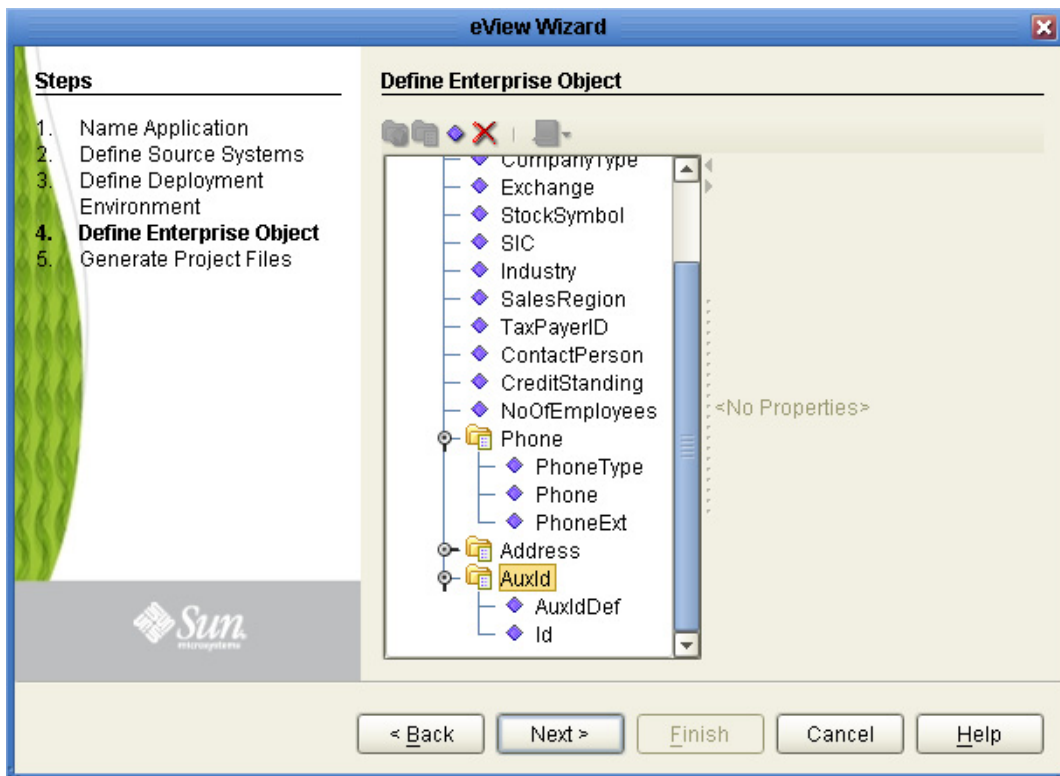 eView Wizard
Steps
1. Name Application
2. Define Source Systems
3. Define Deployment
Environment
4. Define Enterprise Object
5. Generate Project Files
Sun
microsystems
Define Enterprise Object
CompanyType
Exchange
StockSymbol
SIC
Industry
SalesRegion
TaxPayerID
ContactPerson
CreditStanding
NoOfEmployees
Phone
PhoneType
Phone
PhoneExt
Address
AuxId
AuxIdDef
Id
<No Properties>
< Back Next > Finish Cancel Help